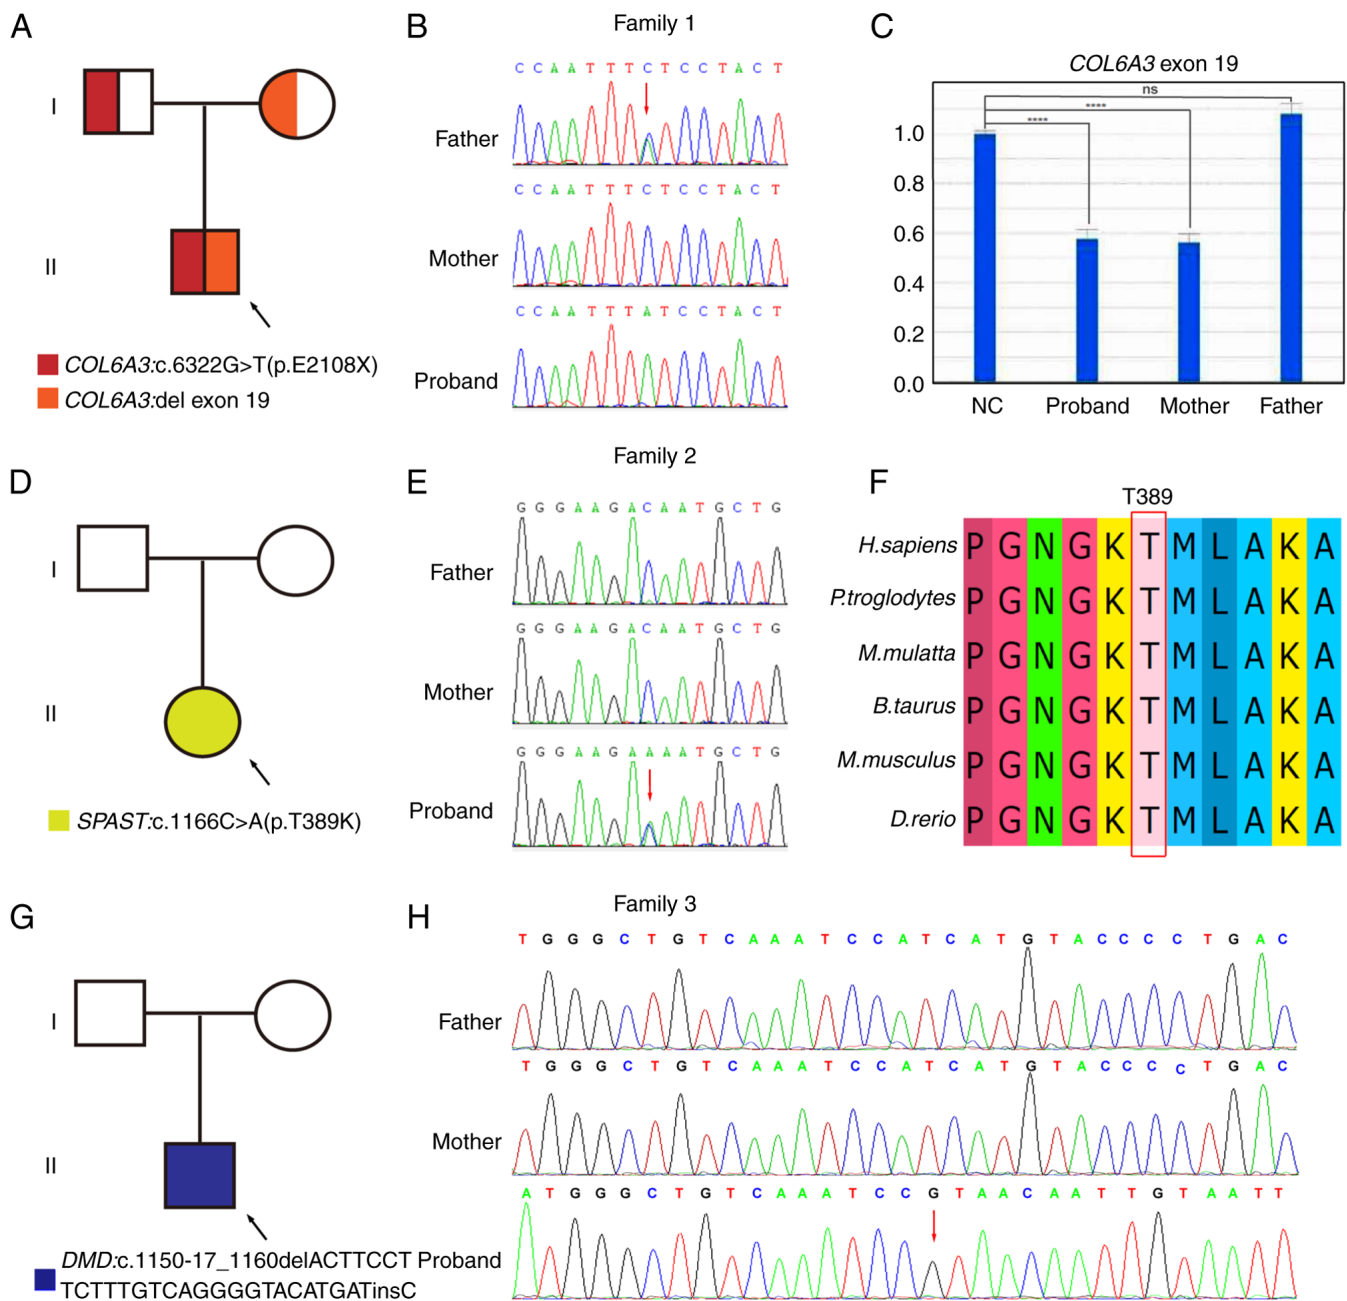 A
I
II
COL6A3:c.6322G>T(p.E2108X)
COL6A3:del exon 19
B
Family 1
C C A A T T T C T C C T A C T
Father
C C A A T T T C T C C T A C T
Mother
C C A A T T T A T C C T A C T
Proband
C
COL6A3 exon 19
ns
****
****
1.0
0.8
0.6
0.4
0.2
0.0
NC Proband Mother Father
D
I
II
SPAST:c.1166C>A(p.T389K)
E
Family 2
G G G A A G A C A A T G C T G
Father
G G G A A G A C A A T G C T G
Mother
G G G A A G A A A A T G C T G
Proband
F
T389
H.sapiens P G N G K T M L A K A
P.troglodytes P G N G K T M L A K A
M.mulatta P G N G K T M L A K A
B.taurus P G N G K T M L A K A
M.musculus P G N G K T M L A K A
D.rerio P G N G K T M L A K A
G
I
II
DMD:c.1150-17_1160delACTTCCT
TCTTTGTCAGGGGTACATGATinsC
H
Family 3
T G G G C T G T C A A A T C C A T C A T G T A C C C C T G A C
Father
T G G G C T G T C A A A T C C A T C A T G T A C C C C T G A C
Mother
A T G G G C T G T C A A A T C C G T A A C A A T T G T A A T T
Proband